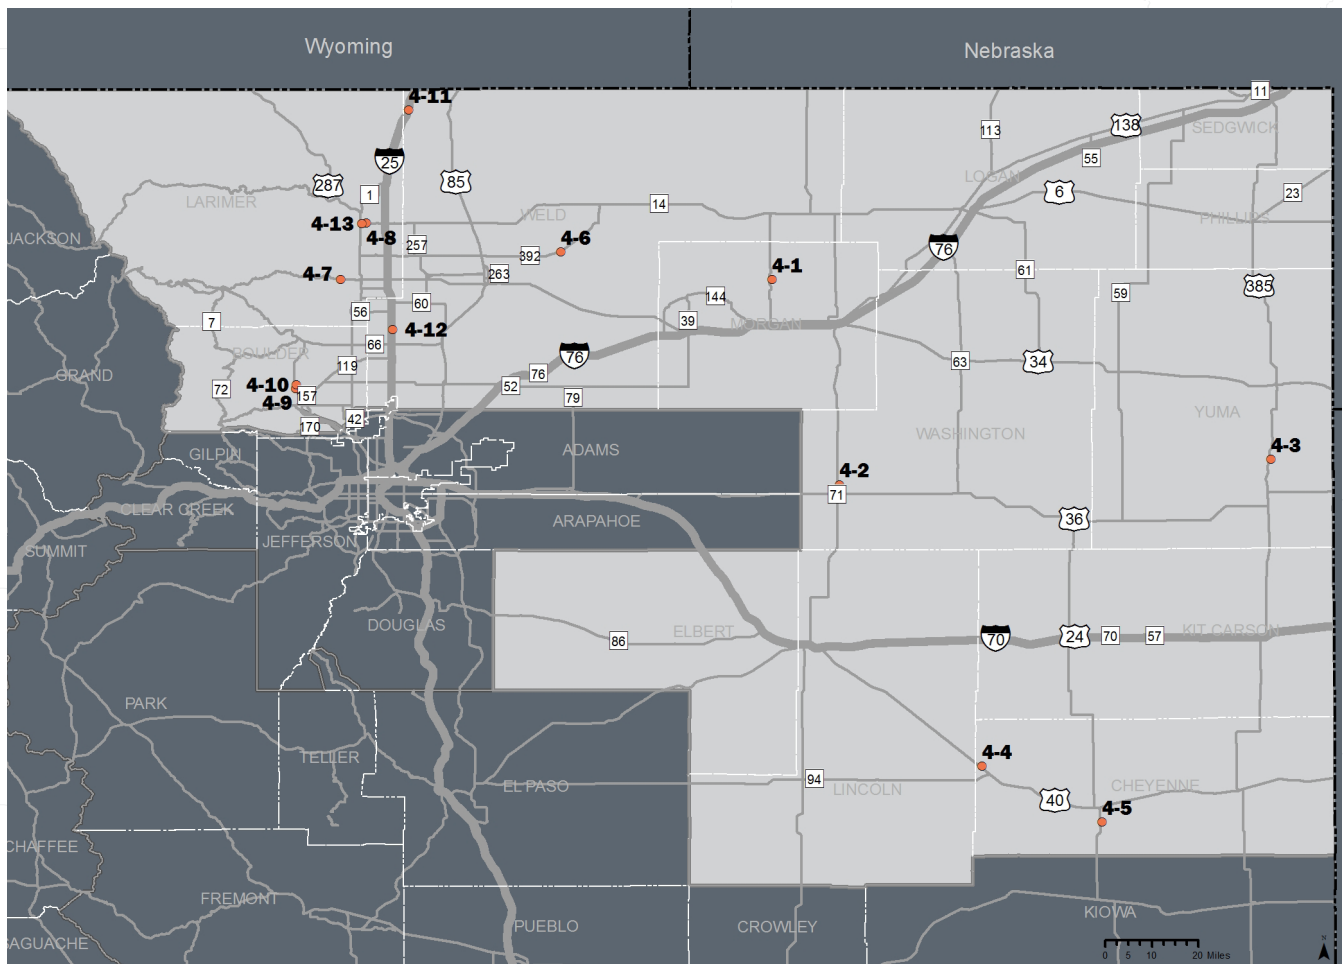 Wyoming
Nebraska
11
4-11
138
SEDGWICK
113
25
55
287
85
LOGAN
6
1
23
LARIMER
14
WELD
PHILLIPS
4-13
4-8
JACKSON
257
4-6
76
392
4-7
263
4-1
61
385
59
144
60
56
7
39
MORGAN
4-12
66
BOULDER
76
63
34
119
GRAND
76
52
4-10
72
157
79
4-9
YUMA
42
170
WASHINGTON
GILPIN
ADAMS
4-3
4-2
71
CLEAR CREEK
ARAPAHOE
36
JEFFERSON
SUMMIT
DOUGLAS
ELBERT
86
70
24
70
57
KIT CARSON
PARK
4-4
TELLER
94
EL PASO
LINCOLN
CHEYENNE
40
4-5
CHAFFEE
FREMONT
KIOWA
PUEBLO
CROWLEY
SAGUACHE
N
0 5 10 20 Miles